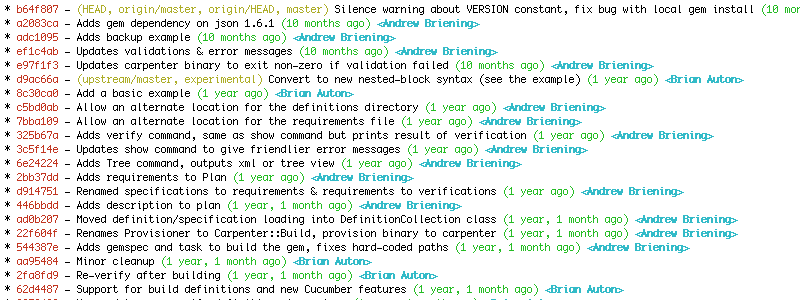 * b64f807 - (HEAD, origin/master, origin/HEAD, master) Silence warning about VERSION constant, fix bug with local gem install (10 mon
* a2083ca - Adds gem dependency on json 1.6.1 (10 months ago) <Andrew Briening>
* adc1095 - Adds backup example (10 months ago) <Andrew Briening>
* ef1c4ab - Updates validations & error messages (10 months ago) <Andrew Briening>
* e97f1f3 - Updates carpenter binary to exit non-zero if validation failed (10 months ago) <Andrew Briening>
* d9ac66a - (upstream/master, experimental) Convert to new nested-block syntax (see the example) (1 year ago) <Brian Auton>
* 8c30ca0 - Add a basic example (1 year ago) <Brian Auton>
* c5bd0ab - Allow an alternate location for the definitions directory (1 year ago) <Andrew Briening>
* 7bba109 - Allow an alternate location for the requirements file (1 year ago) <Andrew Briening>
* 325b67a - Adds verify command, same as show command but prints result of verification (1 year ago) <Andrew Briening>
* 3c5f14e - Updates show command to give friendlier error messages (1 year ago) <Andrew Briening>
* 6e24224 - Adds Tree command, outputs xml or tree view (1 year ago) <Andrew Briening>
* 2bb37dd - Adds requirements to Plan (1 year ago) <Andrew Briening>
* d914751 - Renamed specifications to requirements & requirements to verifications (1 year ago) <Andrew Briening>
* 446bbdd - Adds description to plan (1 year, 1 month ago) <Andrew Briening>
* ad0b207 - Moved definition/specification loading into DefinitionCollection class (1 year, 1 month ago) <Andrew Briening>
* 22f604f - Renames Provisioner to Carpenter::Build, provision binary to carpenter (1 year, 1 month ago) <Andrew Briening>
* 544387e - Adds gemspec and task to build the gem, fixes hard-coded paths (1 year, 1 month ago) <Andrew Briening>
* aa95484 - Minor cleanup (1 year, 1 month ago) <Brian Auton>
* 2fa8fd9 - Re-verify after building (1 year, 1 month ago) <Brian Auton>
* 62d4487 - Support for build definitions and new Cucumber features (1 year, 1 month ago) <Brian Auton>